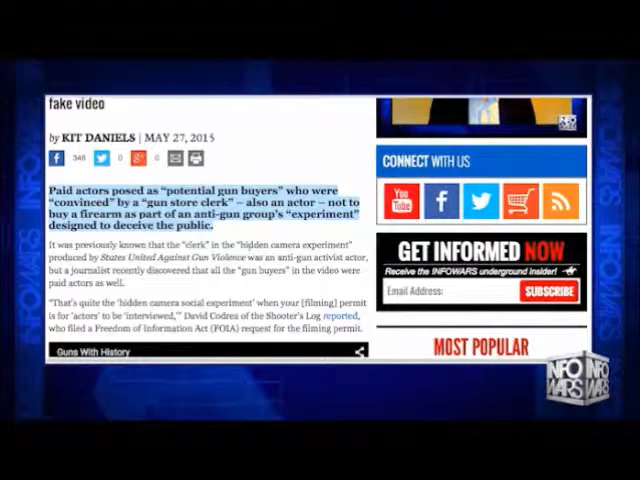 fake video
by KIT DANIELS | MAY 27, 2015
348 0 0
Paid actors posed as “potential gun buyers” who were
“convinced” by a “gun store clerk” – also an actor – not to
buy a firearm as part of an anti-gun group's “experiment”
designed to deceive the public.
It was previously known that the “clerk” in the “hidden camera experiment”
produced by States United Against Gun Violence was an anti-gun activist actor,
but a journalist recently discovered that all the “gun buyers” in the video were
paid actors as well.
“That's quite the ‘hidden camera social experiment’ when your [filming] permit
is for ‘actors’ to be ‘interviewed,’” David Codrea of the Shooter's Log reported,
who filed a Freedom of Information Act (FOIA) request for the filming permit.
Guns With History
CONNECT WITH US
You
Tube
GET INFORMED NOW
Receive the INFOWARS underground insider!
Email Address:
SUBSCRIBE
MOST POPULAR
INFO
WARS
INFO
WARS